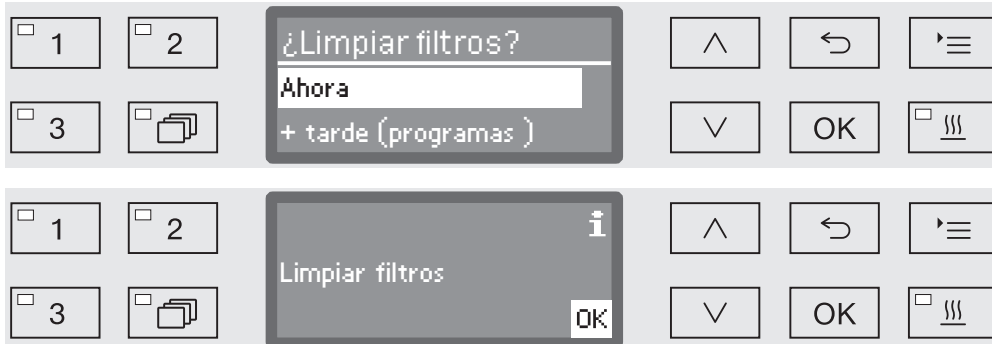 1
2
¿Limpiar filtros?
Ahora
3
+ tarde (programas )
OK
1
2
i
Limpiar filtros
3
OK
OK